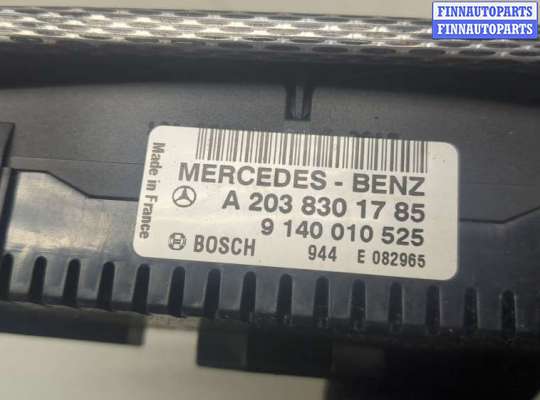 FINNAUTOPARTS
FINNAUTOPARTS
Made in France
MERCEDES - BENZ
A 203 830 17 85
9 140 010 525
BOSCH 944 E 082965